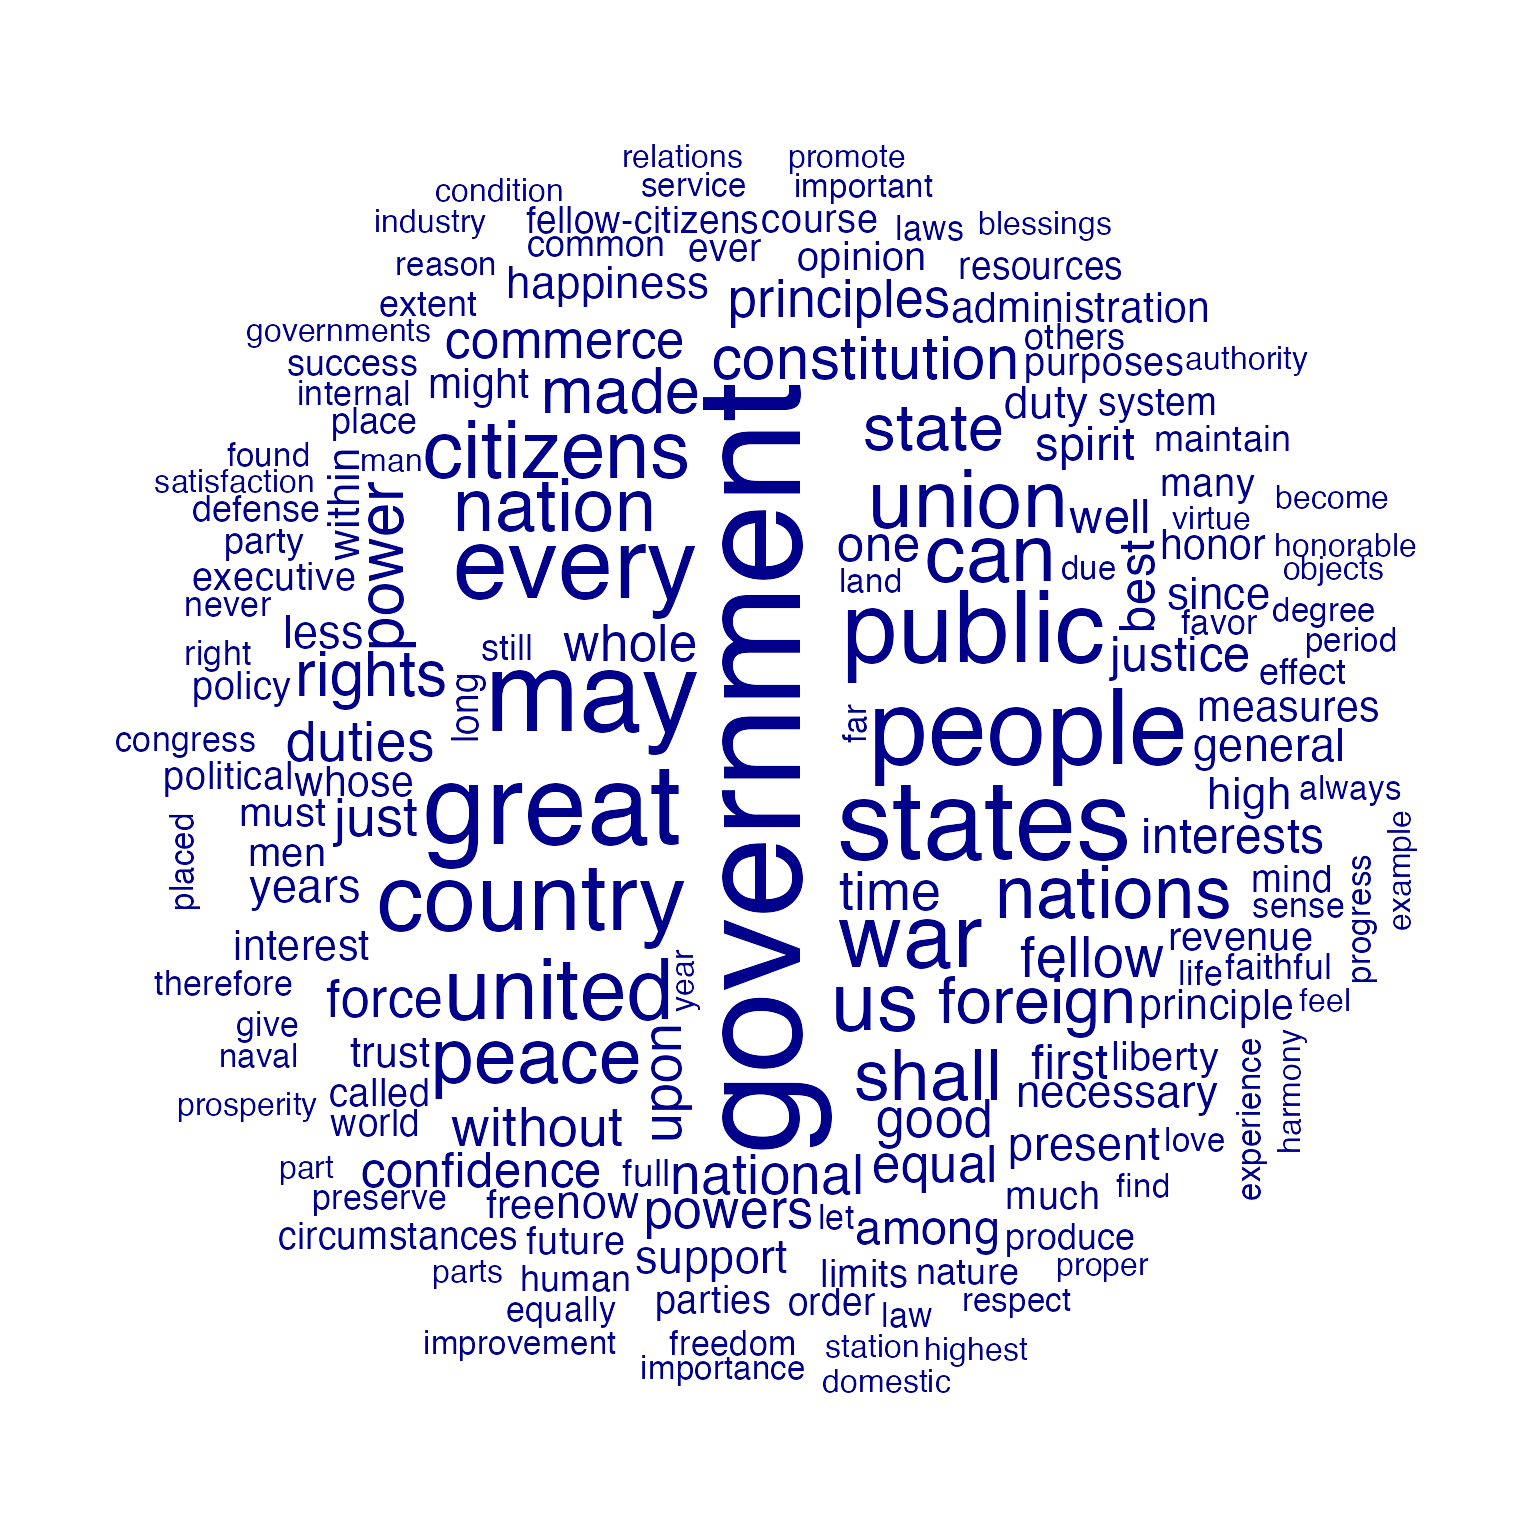 relations promote
condition service important
industry fellow-citizens course laws blessings
common ever opinion
reason happiness resources
extent principles administration
governments commerce others
success constitution purposes authority
internal might made duty system
place state spirit maintain
found man citizens
satisfaction within nation union many become
defense power well virtue
party every one can best honor honorable
executive land due objects
never public since degree
less still whole favor period
right rights justice effect
policy long may far people measures
congress duties general
political whose high always
must just great states interests example
placed men
years country time nations mind progress
sense
interest war fellow revenue
therefore force united year life faithful
us foreign principle feel
give
naval trust peace upon shall first liberty harmony
prosperity called necessary experience
world without good
government
part confidence full national equal present love
preserve free now powers let much find
circumstances future among produce
parts human support limits nature proper
equally parties order law respect
improvement freedom station highest
importance domestic